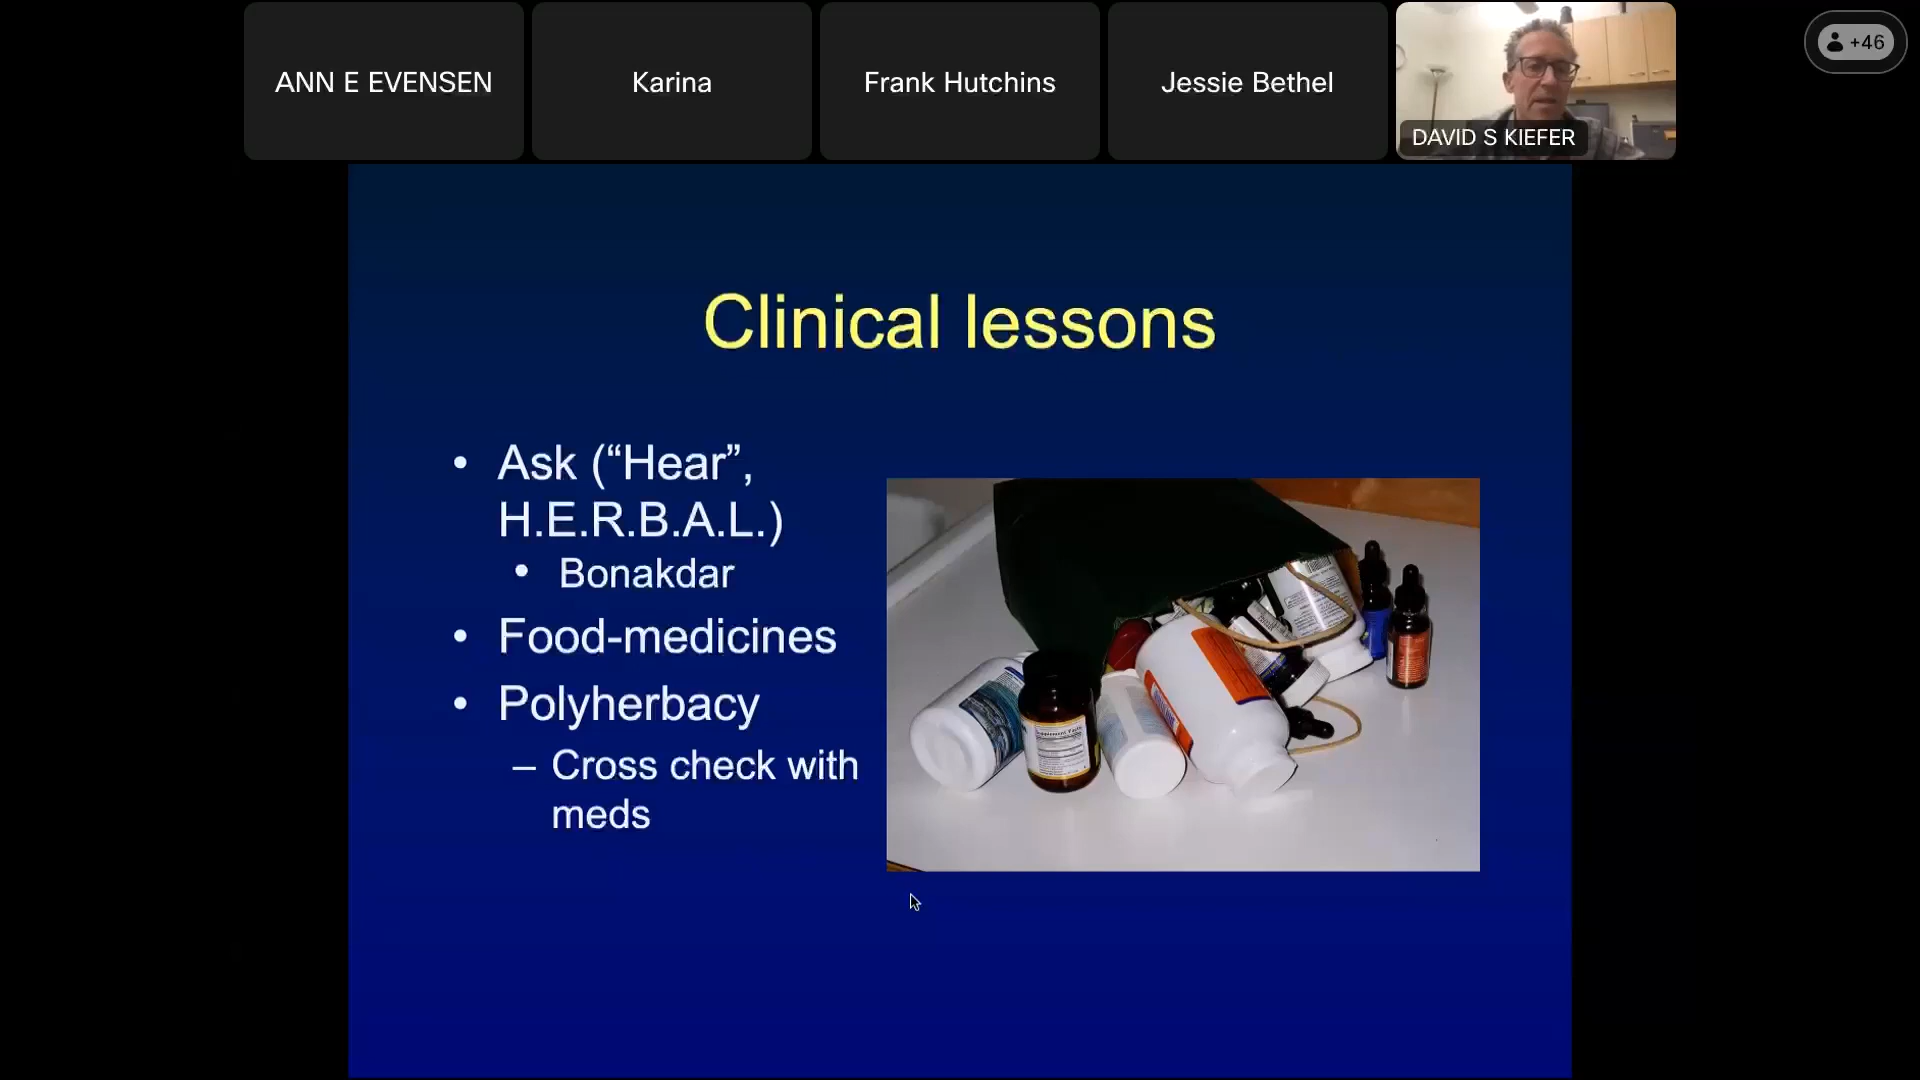 ANN E EVENSEN
Karina
Frank Hutchins
Jessie Bethel
DAVID S KIEFER
+46
Clinical lessons
• Ask (“Hear”,
H.E.R.B.A.L.)
• Bonakdar
• Food-medicines
• Polyherbacy
– Cross check with
meds